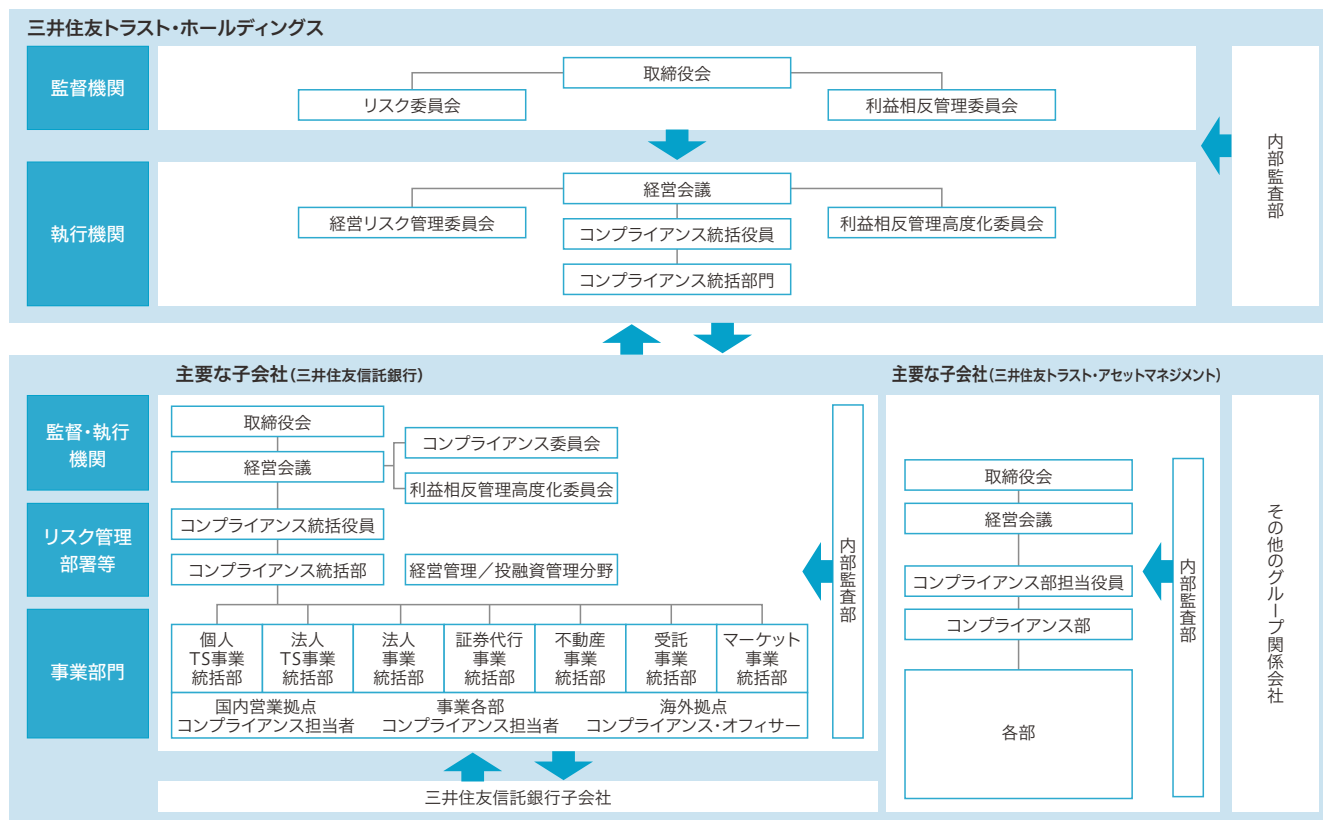 三井住友トラスト・ホールディングス
監督機関
取締役会
リスク委員会
利益相反管理委員会
執行機関
経営会議
経営リスク管理委員会
利益相反管理高度化委員会
コンプライアンス統括役員
コンプライアンス統括部門
内部監査部
主要な子会社(三井住友信託銀行)
監督・執行
機関
取締役会
経営会議
コンプライアンス委員会
利益相反管理高度化委員会
リスク管理
部署等
コンプライアンス統括役員
コンプライアンス統括部
経営管理／投融資管理分野
事業部門
個人
TS事業
統括部
法人
TS事業
統括部
法人
事業
統括部
証券代行
事業
統括部
不動産
事業
統括部
受託
事業
統括部
マーケット
事業
統括部
国内営業拠点
コンプライアンス担当者
事業各部
コンプライアンス担当者
海外拠点
コンプライアンス・オフィサー
内部監査部
三井住友信託銀行子会社
主要な子会社(三井住友トラスト・アセットマネジメント)
取締役会
経営会議
コンプライアンス部担当役員
コンプライアンス部
各部
内部監査部
その他のグループ関係会社